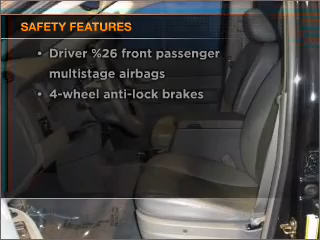 SAFETY FEATURES
• Driver %26 front passenger
multistage airbags
• 4-wheel anti-lock brakes